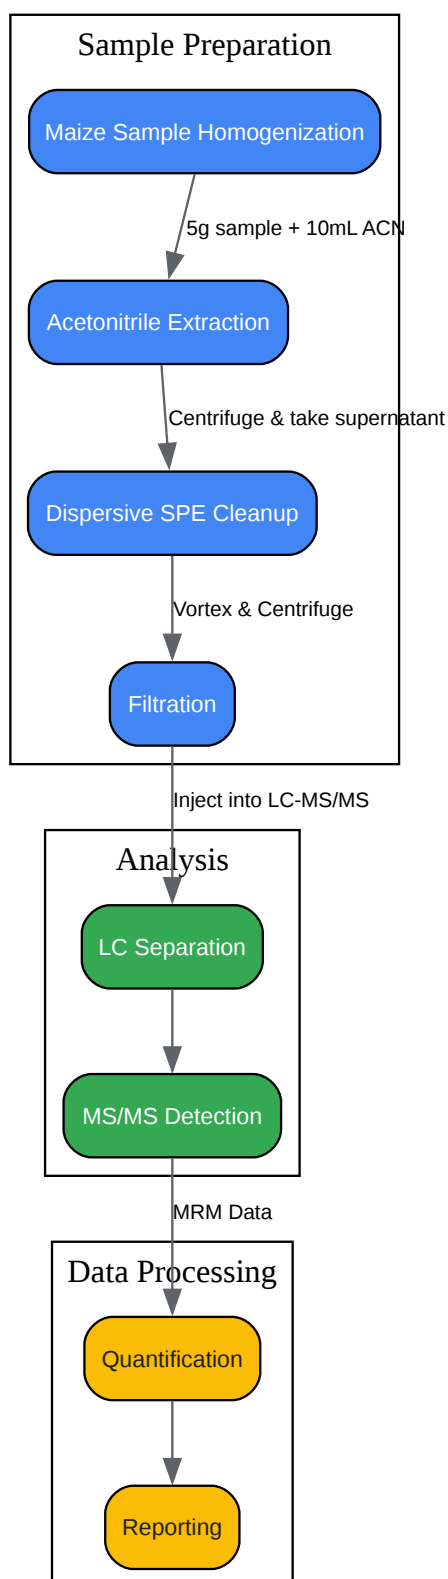 Sample Preparation
Maize Sample Homogenization
5g sample + 10mL ACN
Acetonitrile Extraction
Centrifuge & take supernatant
Dispersive SPE Cleanup
Vortex & Centrifuge
Filtration
Inject into LC-MS/MS
Analysis
LC Separation
MS/MS Detection
MRM Data
Data Processing
Quantification
Reporting